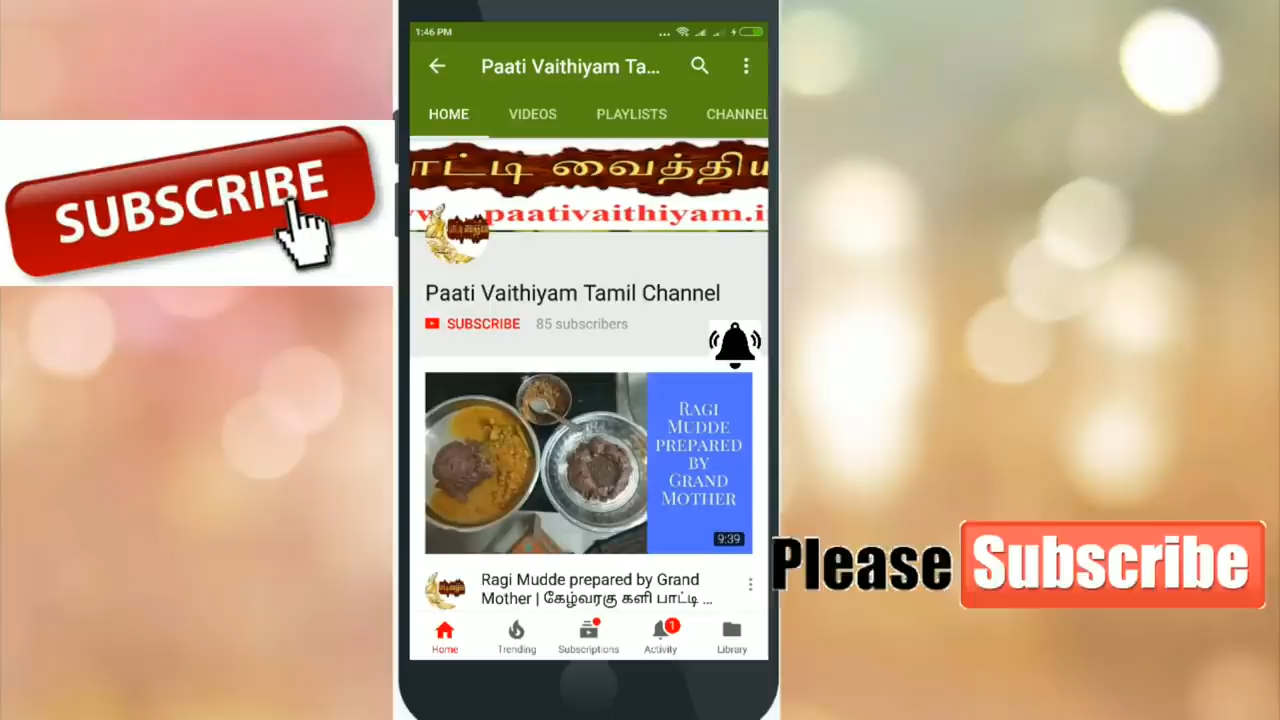 1:46 PM
Paati Vaithiyam Ta...
HOME VIDEOS PLAYLISTS CHANNEL
SUBSCRIBE
பாட்டி வைத்திய
paativaithiyam.i
Paati Vaithiyam Tamil Channel
SUBSCRIBE 85 subscribers
RAGI
MUDDE
PREPARED
BY
GRAND
MOTHER
9:39
Please Subscribe
Ragi Mudde prepared by Grand
Mother | கேழ்வரகு களி பாட்டி ...
1
Home Trending Subscriptions Activity Library